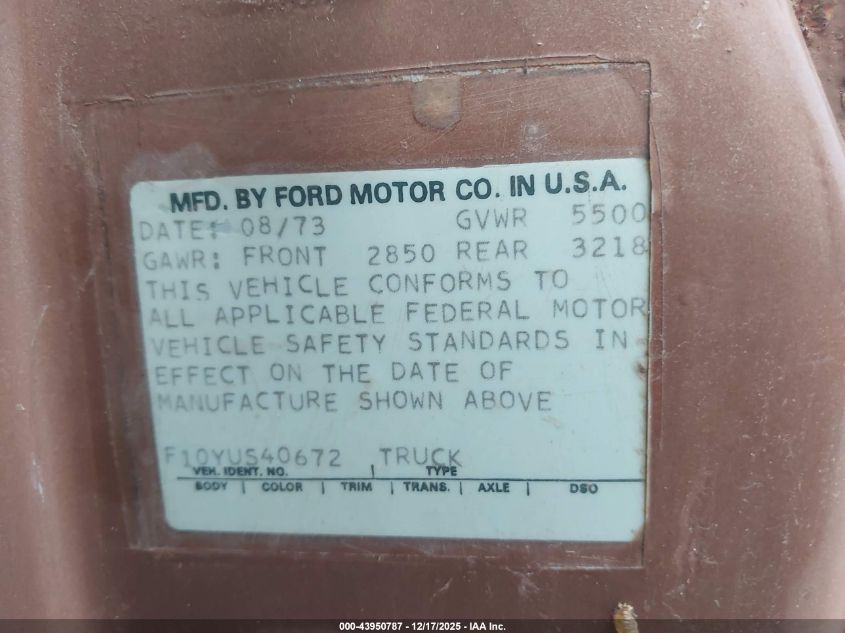 MFD. BY FORD MOTOR CO. IN U.S.A.
DATE: 08/73 GVWR 5500
GAWR: FRONT 2850 REAR 3218
THIS VEHICLE CONFORMS TO
ALL APPLICABLE FEDERAL MOTOR
VEHICLE SAFETY STANDARDS IN
EFFECT ON THE DATE OF
MANUFACTURE SHOWN ABOVE
F10YUS40672 TRUCK
VEH. IDENT. NO. | TYPE
BODY | COLOR | TRIM | TRANS. | AXLE | DSO
000-43950787 - 12/17/2025 - IAA Inc.